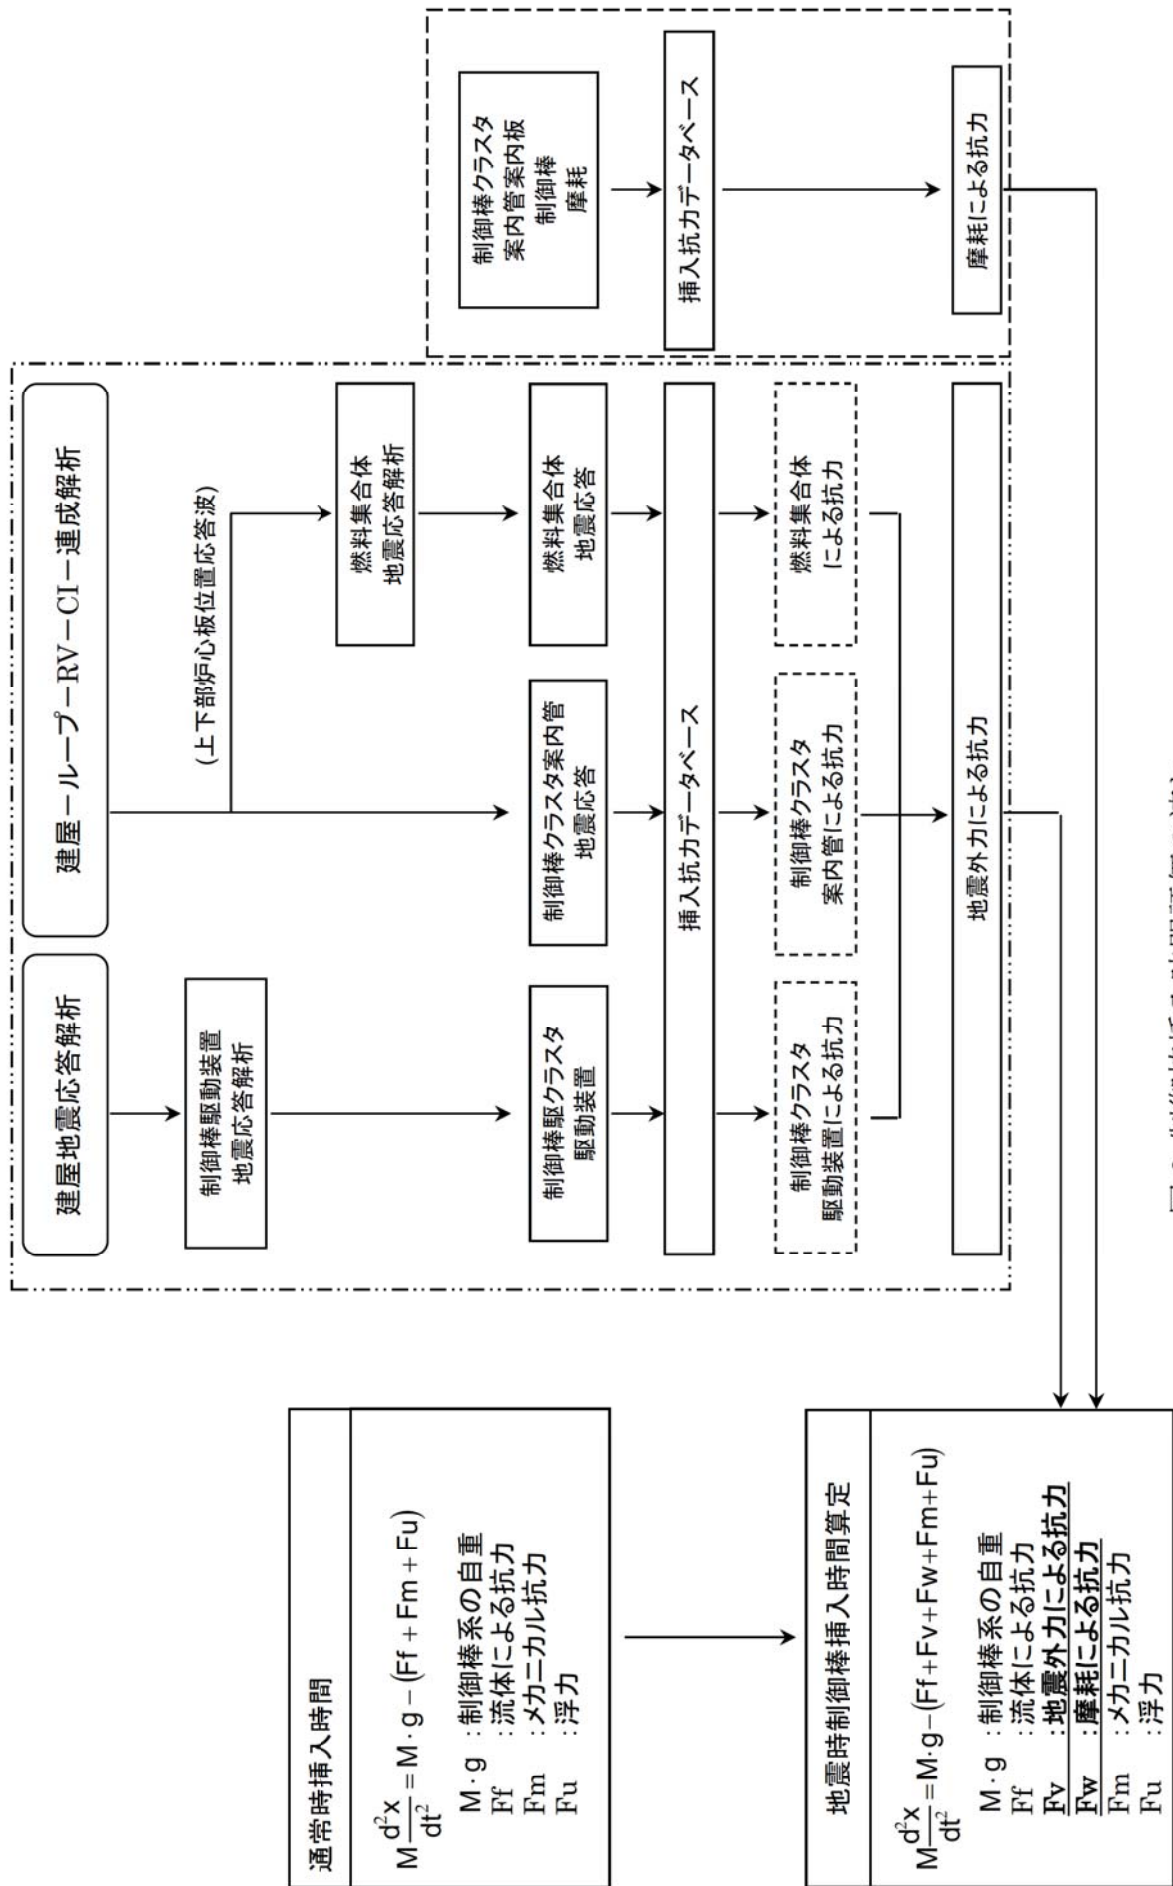 通常時挿入時間
M d²x/dt² = M·g − (Ff + Fm + Fu)
M·g :制御棒系の自重
Ff :流体による抗力
Fm :メカニカル抗力
Fu :浮力
地震時制御棒挿入時間算定
M d²x/dt² = M·g−(Ff+Fv+Fw+Fm+Fu)
M·g :制御棒系の自重
Ff :流体による抗力
Fv :地震外力による抗力
Fw :摩耗による抗力
Fm :メカニカル抗力
Fu :浮力
建屋地震応答解析
建屋−ループ−RV−CI−連成解析
(上下部炉心板位置応答波)
制御棒駆動装置
地震応答解析
燃料集合体
地震応答解析
制御棒駆クラスタ
駆動装置
制御棒クラスタ案内管
地震応答
燃料集合体
地震応答
挿入抗力データベース
制御棒クラスタ
駆動装置による抗力
制御棒クラスタ
案内管による抗力
燃料集合体
による抗力
地震外力による抗力
制御棒クラスタ
案内管案内板
制御棒
摩耗
挿入抗力データベース
摩耗による抗力